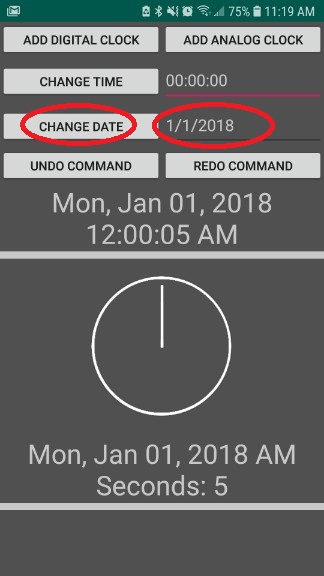 75% 11:19 AM
ADD DIGITAL CLOCK ADD ANALOG CLOCK
CHANGE TIME 00:00:00
CHANGE DATE 1/1/2018
UNDO COMMAND REDO COMMAND
Mon, Jan 01, 2018
12:00:05 AM
Mon, Jan 01, 2018 AM
Seconds: 5